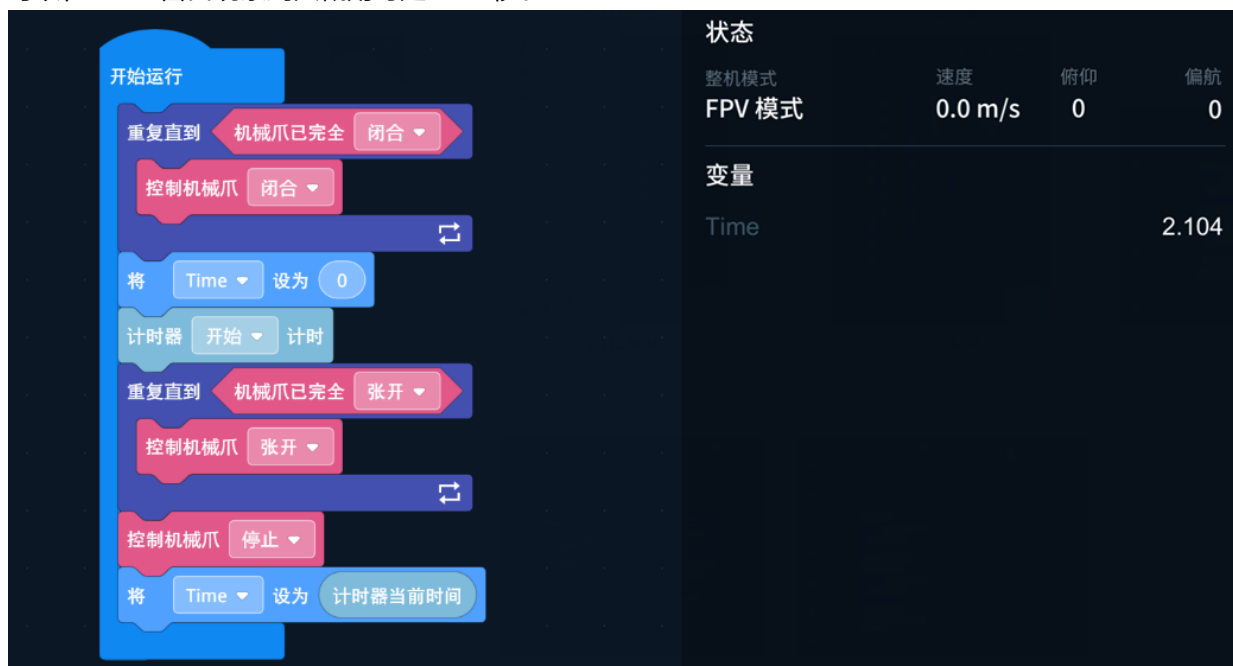 开始运行
重复直到 机械爪已完全 闭合
控制机械爪 闭合
将 Time 设为 0
计时器 开始 计时
重复直到 机械爪已完全 张开
控制机械爪 张开
控制机械爪 停止
将 Time 设为 计时器当前时间
状态
整机模式 速度 俯仰 偏航
FPV 模式 0.0 m/s 0 0
变量
Time 2.104